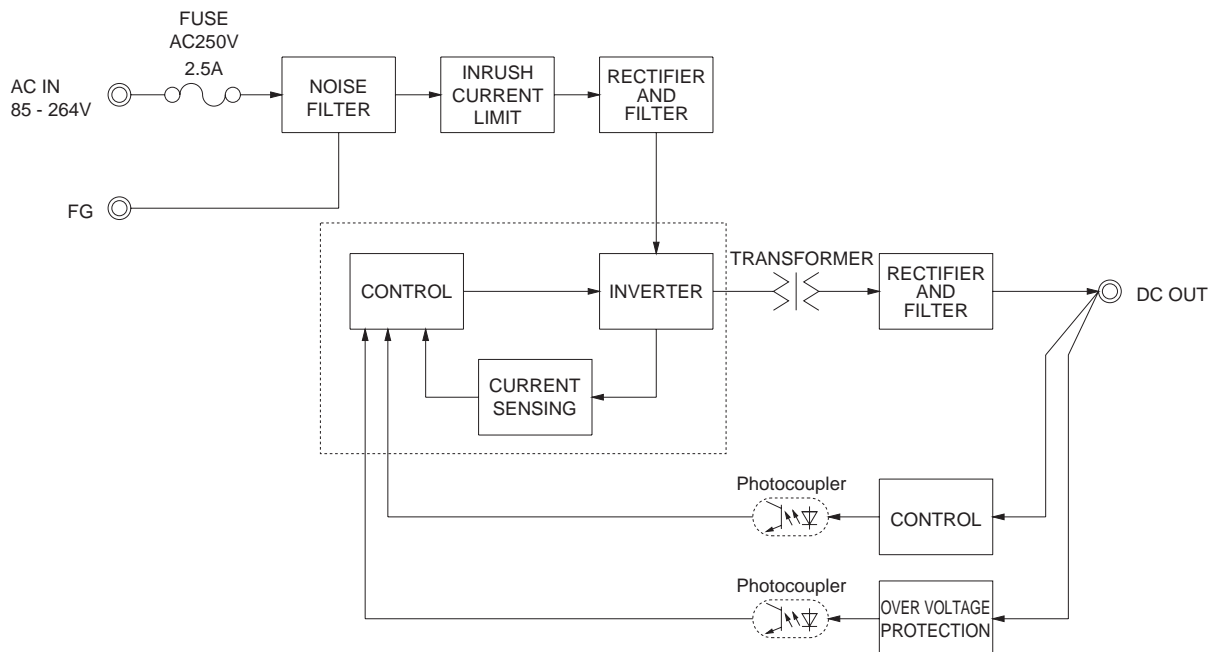 FUSE
AC250V
2.5A
AC IN
85 - 264V
NOISE
FILTER
INRUSH
CURRENT
LIMIT
RECTIFIER
AND
FILTER
FG
CONTROL
INVERTER
TRANSFORMER
RECTIFIER
AND
FILTER
DC OUT
CURRENT
SENSING
Photocoupler
CONTROL
Photocoupler
OVER VOLTAGE
PROTECTION